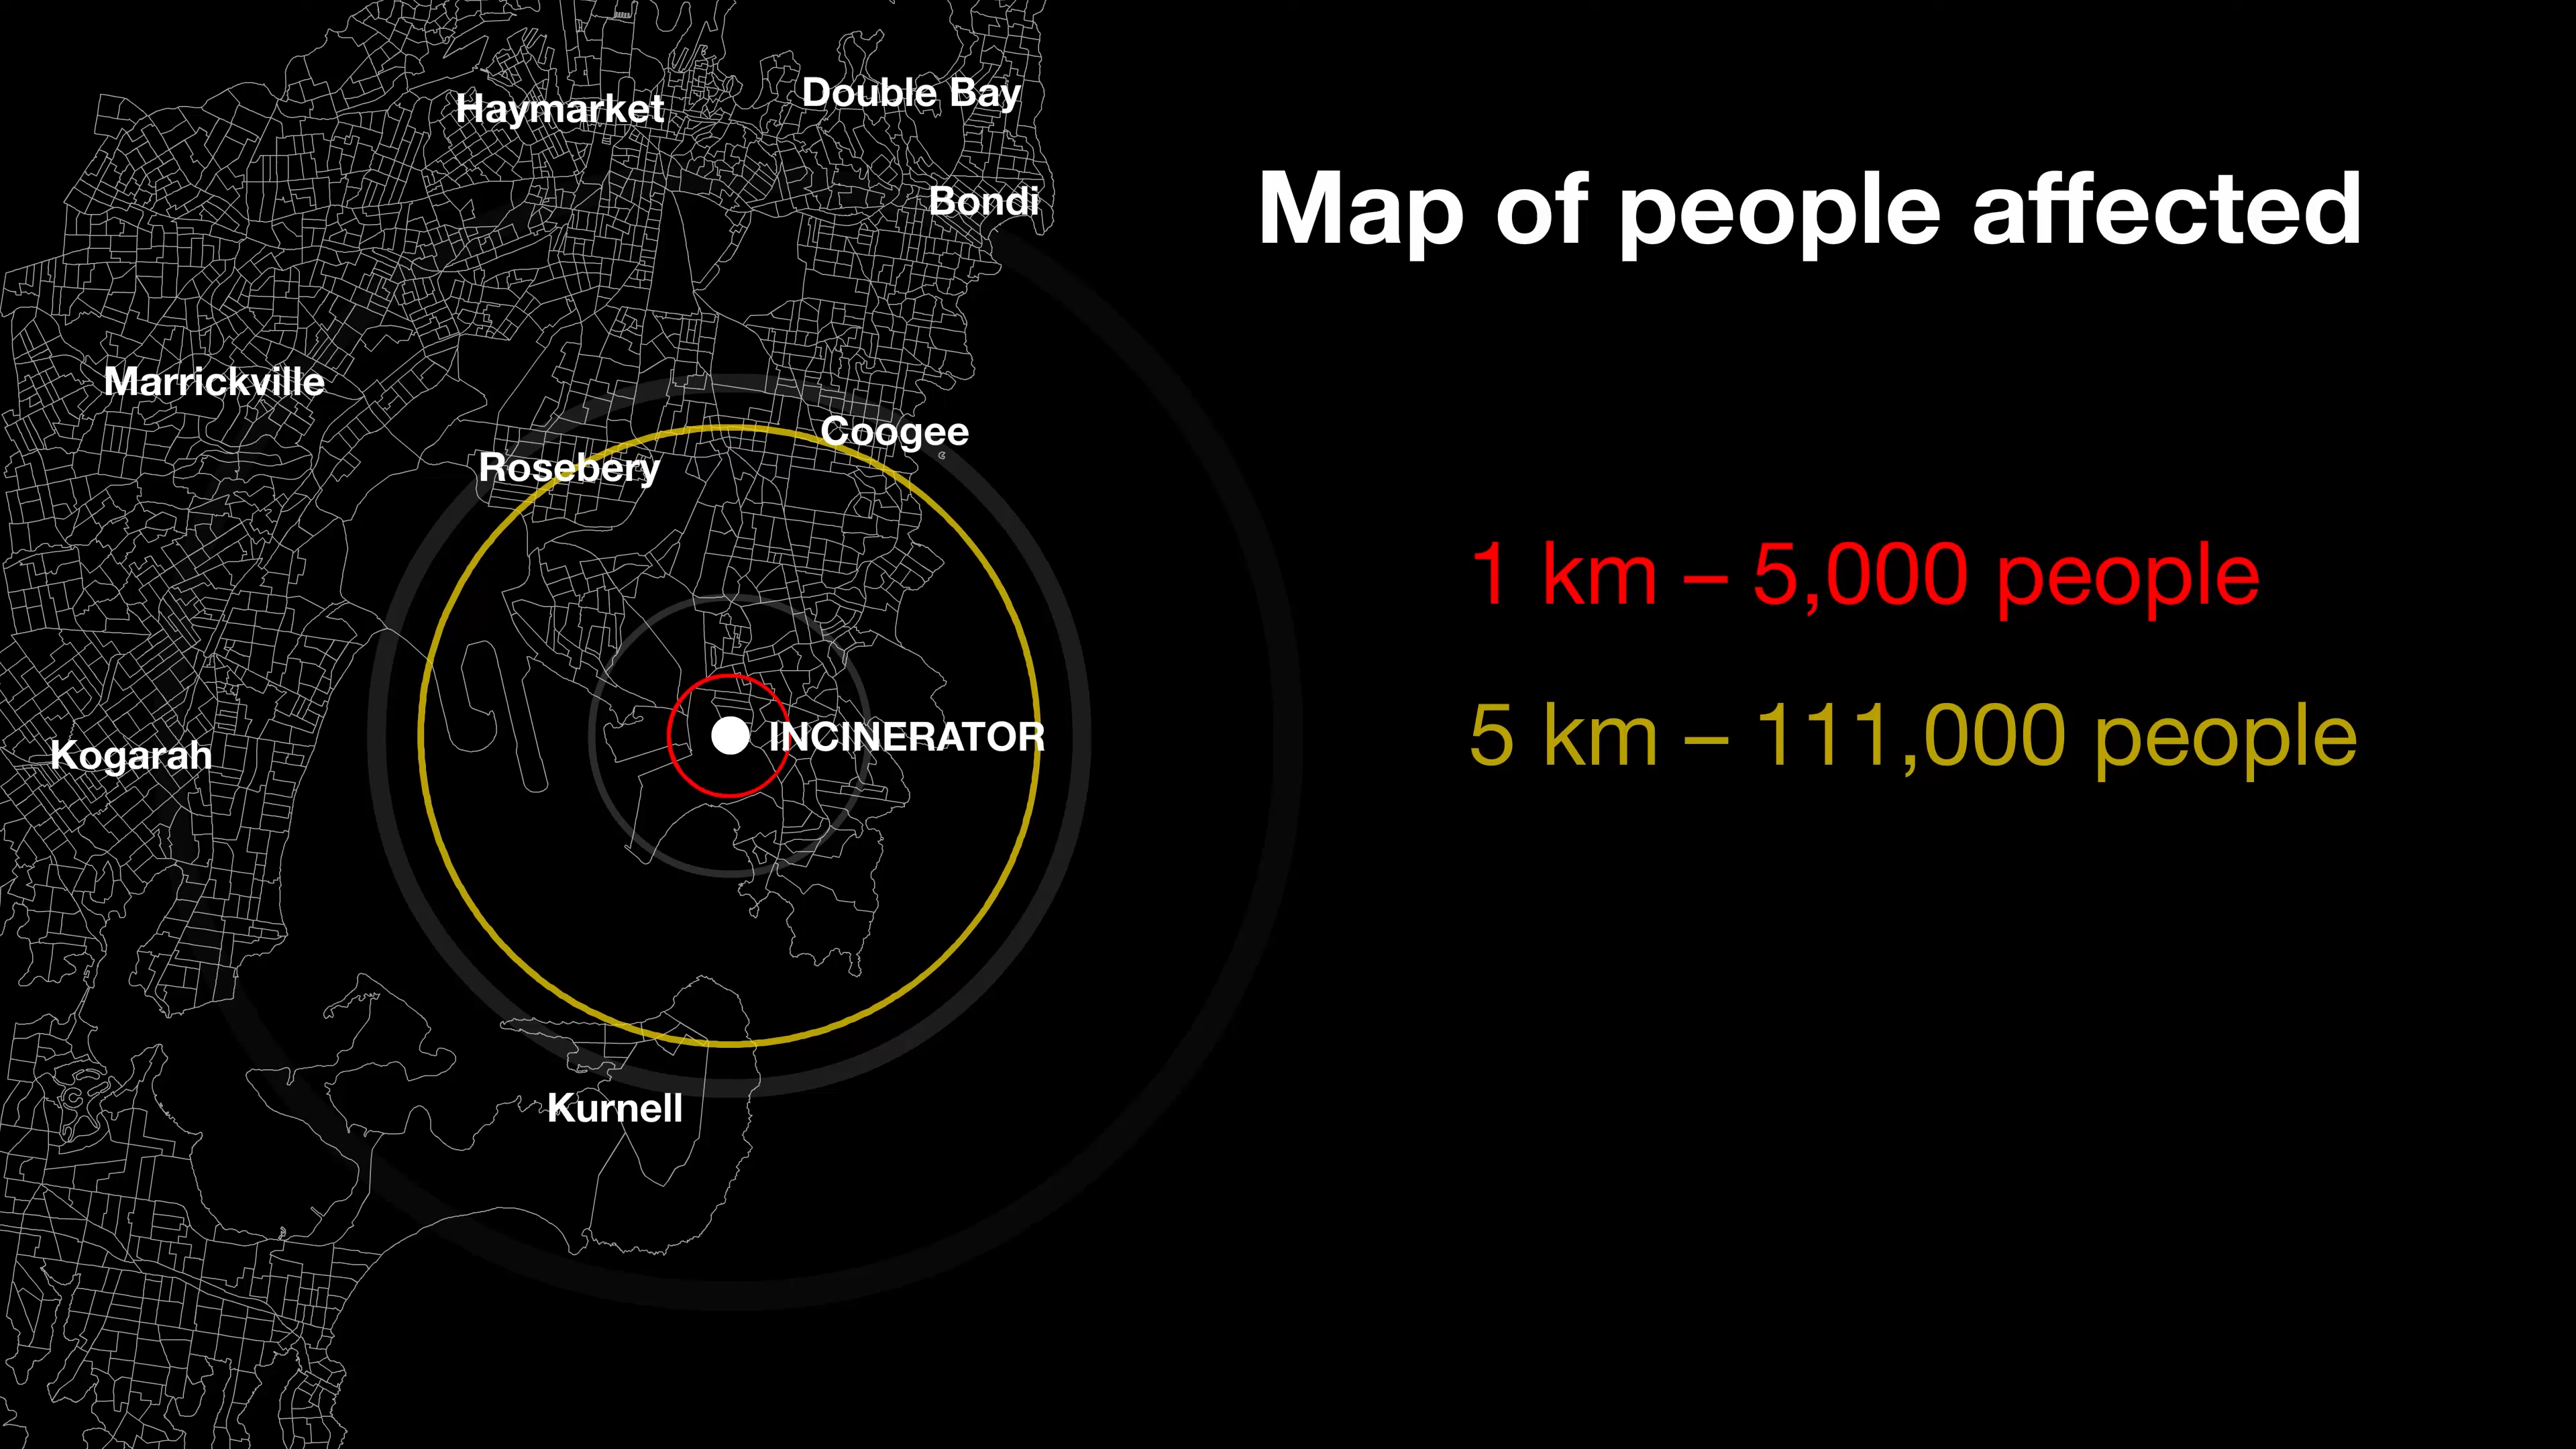 Map of people affected
1 km – 5,000 people
5 km – 111,000 people
Haymarket
Double Bay
Bondi
Marrickville
Coogee
Rosebery
INCINERATOR
Kogarah
Kurnell